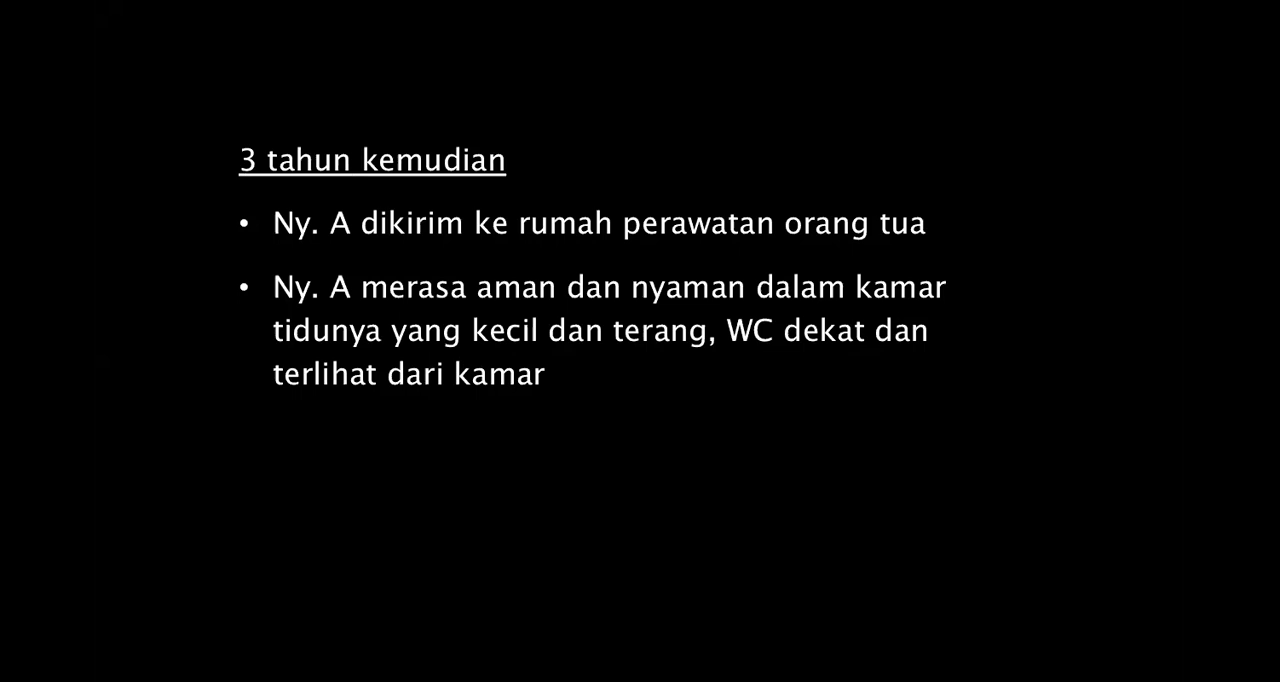 3 tahun kemudian
• Ny. A dikirim ke rumah perawatan orang tua
• Ny. A merasa aman dan nyaman dalam kamar
tidunya yang kecil dan terang, WC dekat dan
terlihat dari kamar